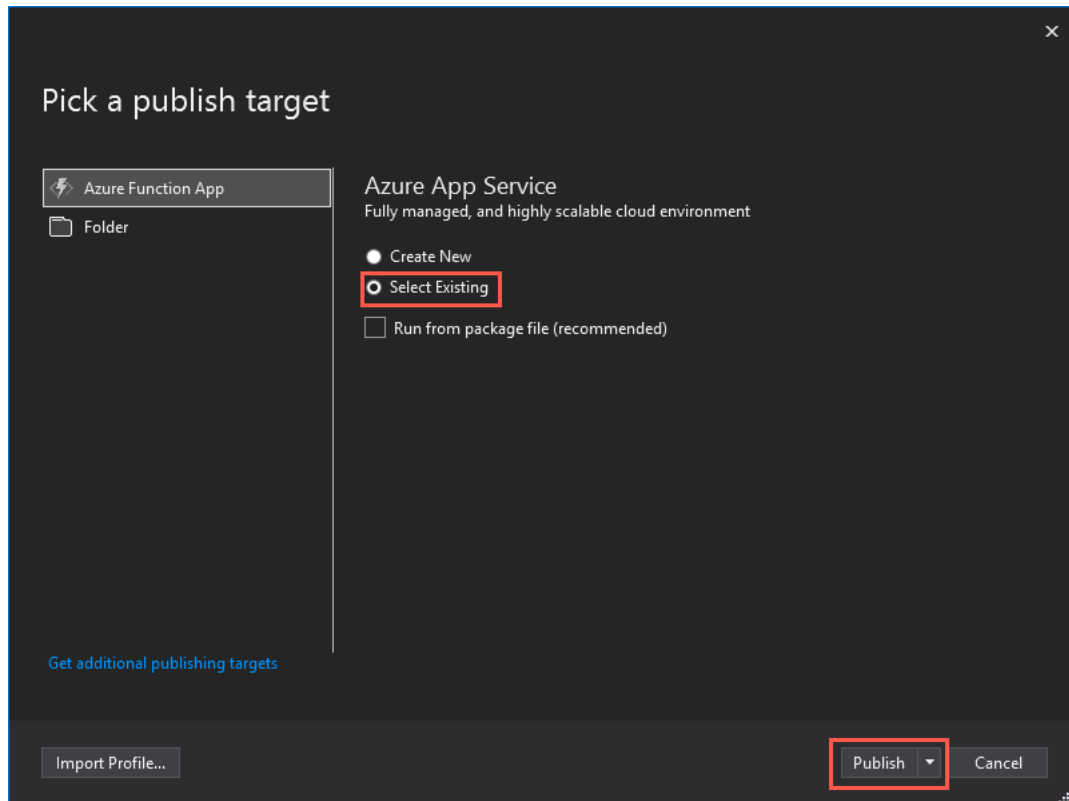 Pick a publish target
Azure Function App
Folder
Get additional publishing targets
Azure App Service
Fully managed, and highly scalable cloud environment
Create New
Select Existing
Run from package file (recommended)
Import Profile...
Publish
Cancel